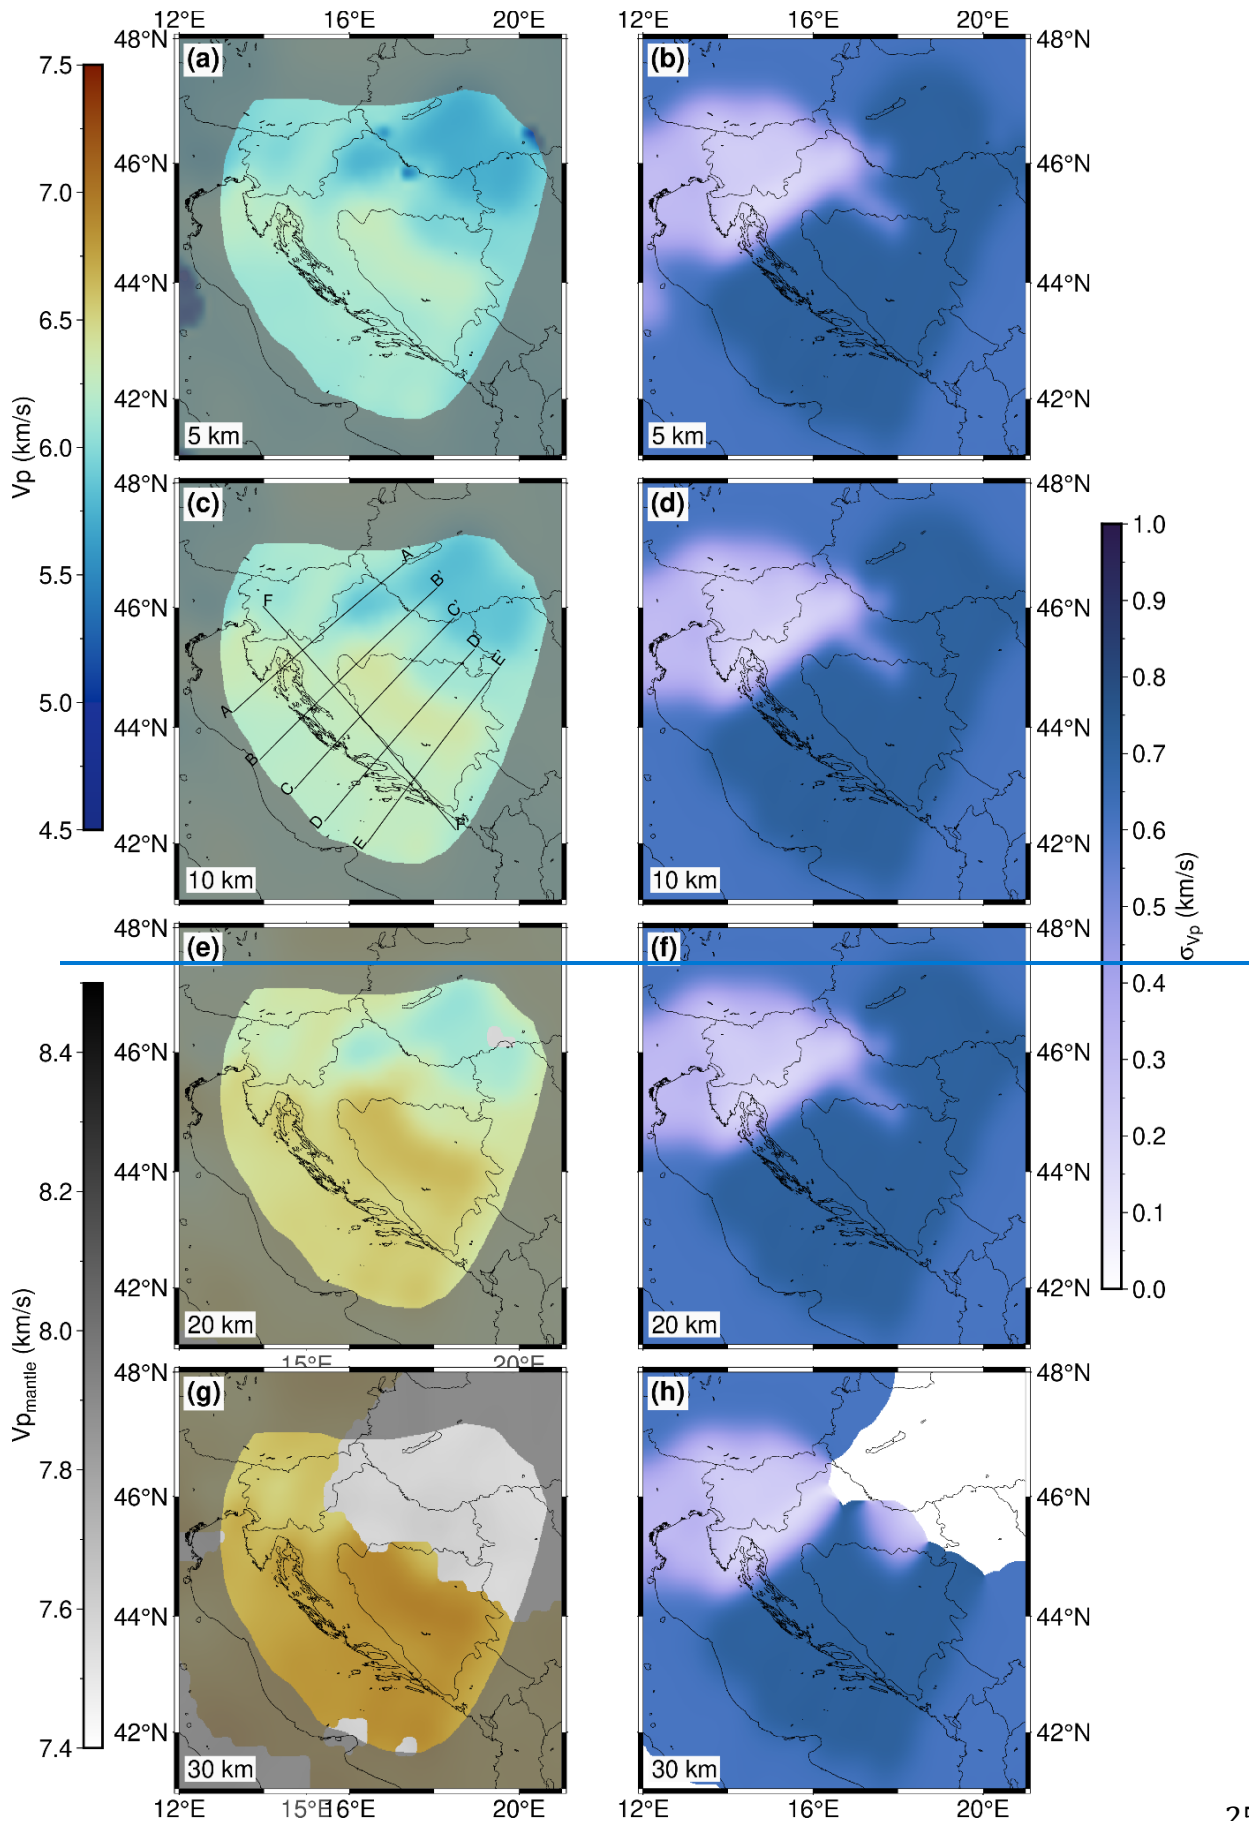 12°E 16°E 20°E
12°E 16°E 20°E
48°N (a) (b) 48°N
7.5
7.0
46°N 46°N
6.5
44°N 44°N
6.0
42°N 42°N
5 km 5 km
Vp (km/s)
5.5
5.0
4.5
48°N (c) (d) 48°N
A'
B'
C'
D'
E'
F
46°N 46°N
A
B
C
D
E
F'
44°N 44°N
42°N 42°N
10 km 10 km
1.0
0.9
0.8
0.7
0.6
0.5
0.4
0.3
0.2
0.1
0.0
σVp (km/s)
48°N (e) (f) 48°N
46°N 46°N
44°N 44°N
42°N 42°N
20 km 20 km
15°E 20°E
8.4
8.2
8.0
7.8
7.6
7.4
Vpmantle (km/s)
48°N (g) (h) 48°N
46°N 46°N
44°N 44°N
42°N 42°N
30 km 30 km
12°E 15°E 16°E 20°E 12°E 16°E 20°E